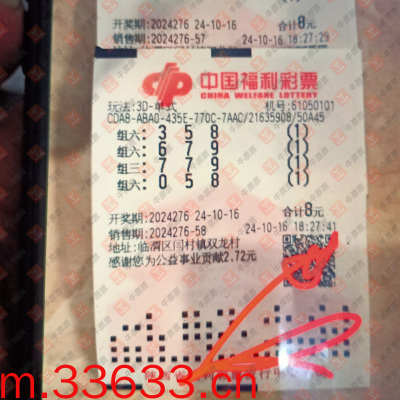 开奖期:2024276 24-10-16 合计8元
销售期:2024276-57 24-10-16 18:27:29
中国福利彩票
CHINA WELFARE LOTTERY
玩法:3D-单式 机号:61050101
CDA8-ABA0-435E-770C-7AAC/21635908/50A45
组六: 3 5 8 (1)
组六: 6 7 9 (1)
组三: 7 7 9 (1)
组六: 0 5 8 (1)
开奖期:2024276 24-10-16 合计8元
销售期:2024276-58 24-10-16 18:27:41
地址:临渭区闫村镇双龙村
感谢您为公益事业贡献2.72元
m.33633.cn